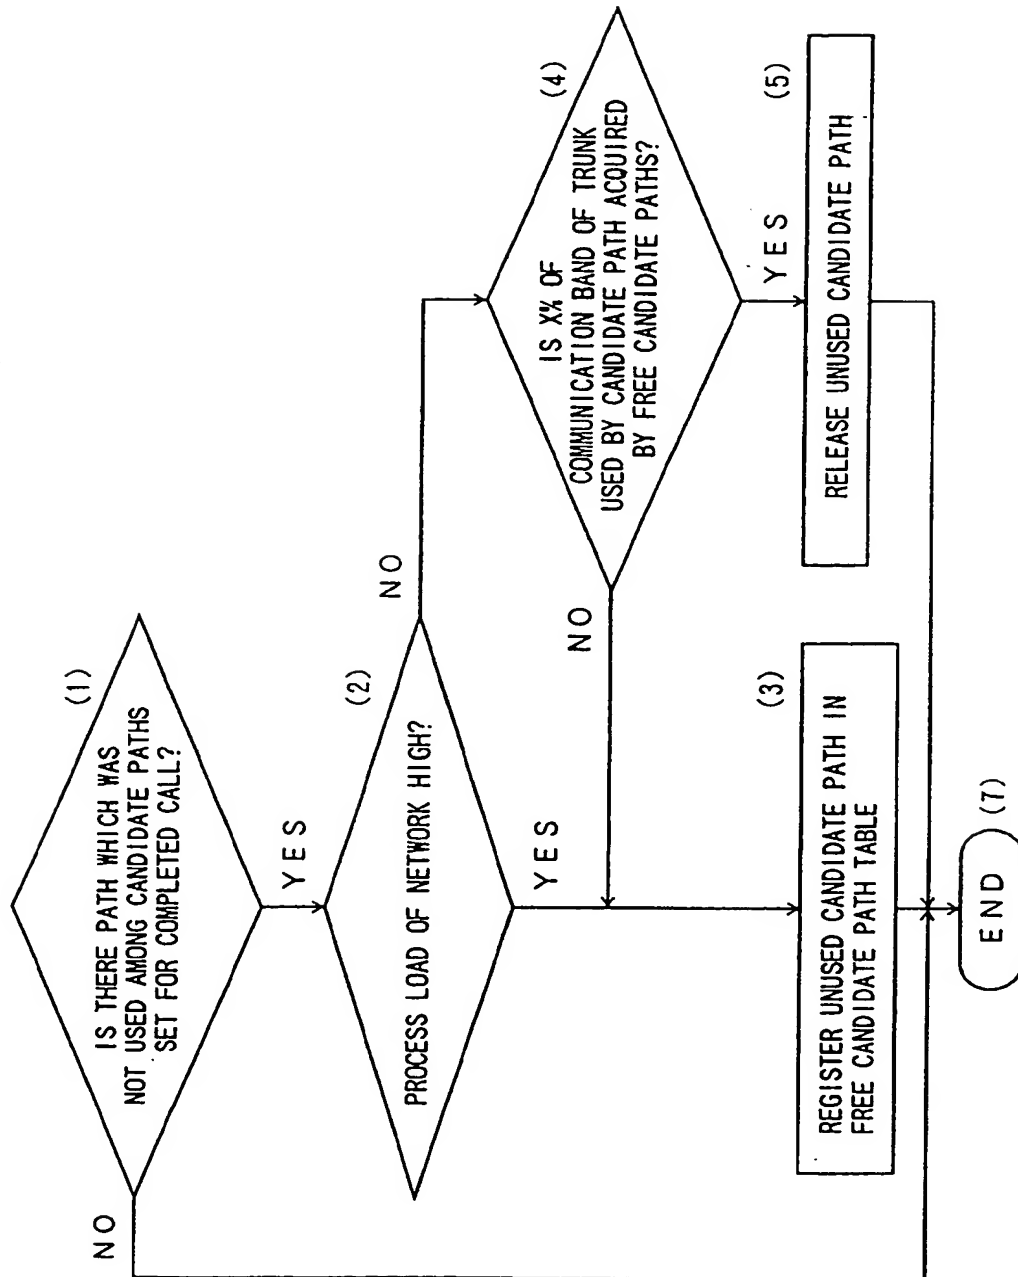 (1)
IS THERE PATH WHICH WAS
NOT USED AMONG CANDIDATE PATHS
SET FOR COMPLETED CALL?
NO
YES
(2)
PROCESS LOAD OF NETWORK HIGH?
NO
YES
(4)
IS X% OF
COMMUNICATION BAND OF TRUNK
USED BY CANDIDATE PATH ACQUIRED
BY FREE CANDIDATE PATHS?
NO
YES
(3)
REGISTER UNUSED CANDIDATE PATH IN
FREE CANDIDATE PATH TABLE
(5)
RELEASE UNUSED CANDIDATE PATH
END
(7)